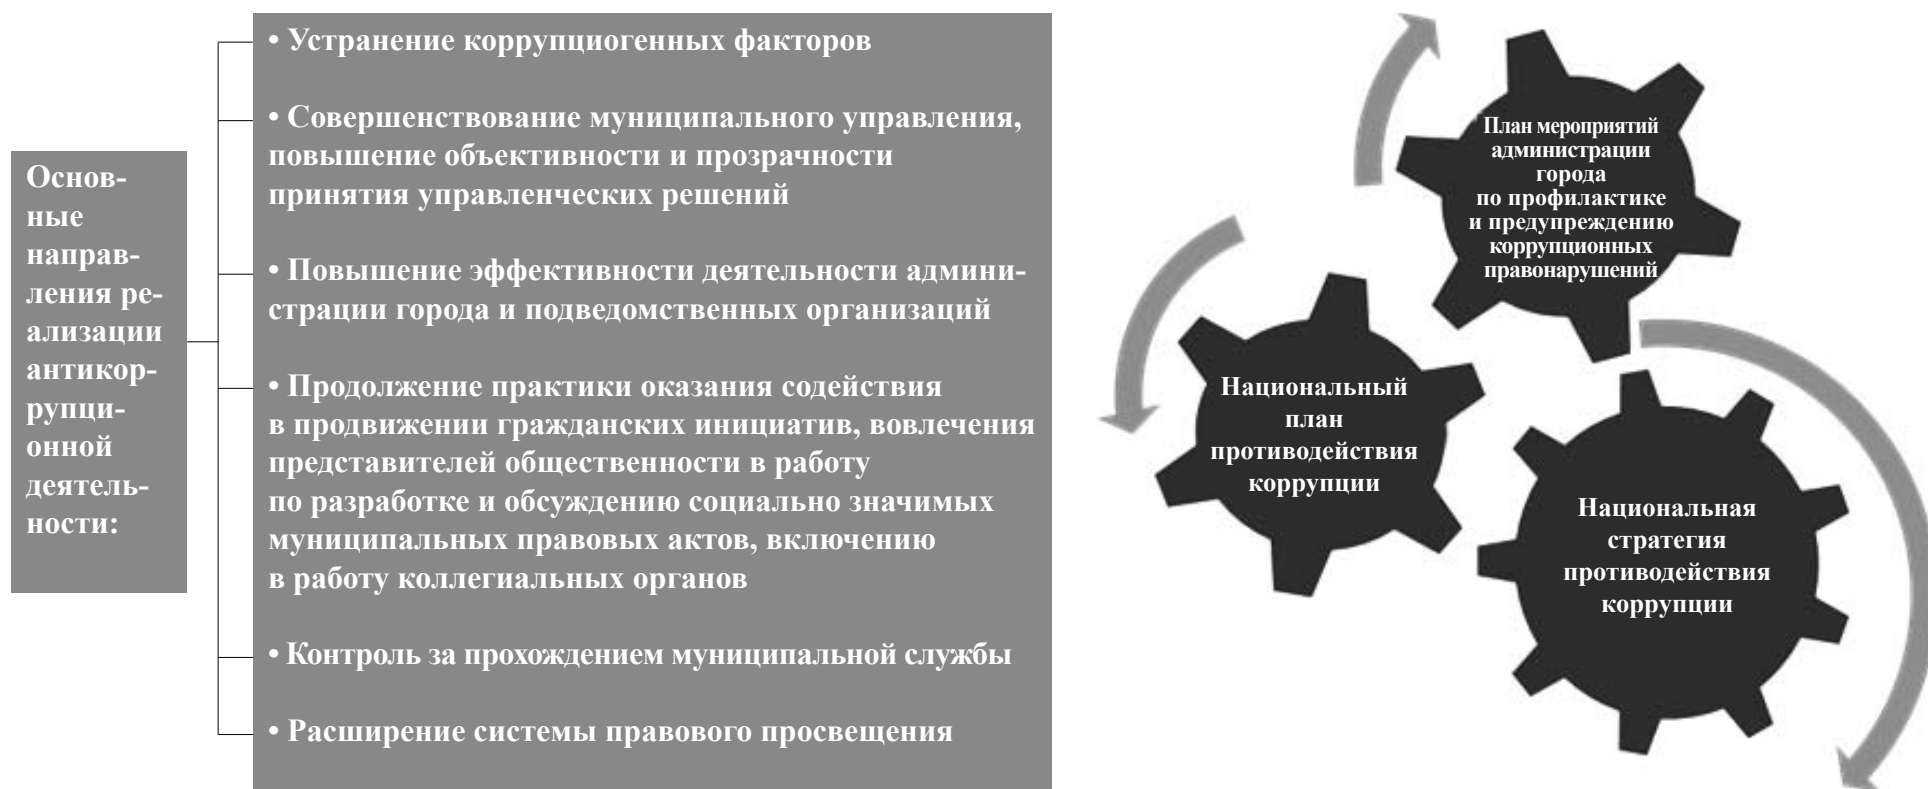 Основ-
ные
направ-
ления ре-
ализации
антикор-
рупци-
онной
деятель-
ности:
• Устранение коррупциогенных факторов
• Совершенствование муниципального управления,
повышение объективности и прозрачности
принятия управленческих решений
• Повышение эффективности деятельности админи-
страции города и подведомственных организаций
• Продолжение практики оказания содействия
в продвижении гражданских инициатив, вовлечения
представителей общественности в работу
по разработке и обсуждению социально значимых
муниципальных правовых актов, включению
в работу коллегиальных органов
• Контроль за прохождением муниципальной службы
• Расширение системы правового просвещения
План мероприятий
администрации
города
по профилактике
и предупреждению
коррупционных
правонарушений
Национальный
план
противодействия
коррупции
Национальная
стратегия
противодействия
коррупции